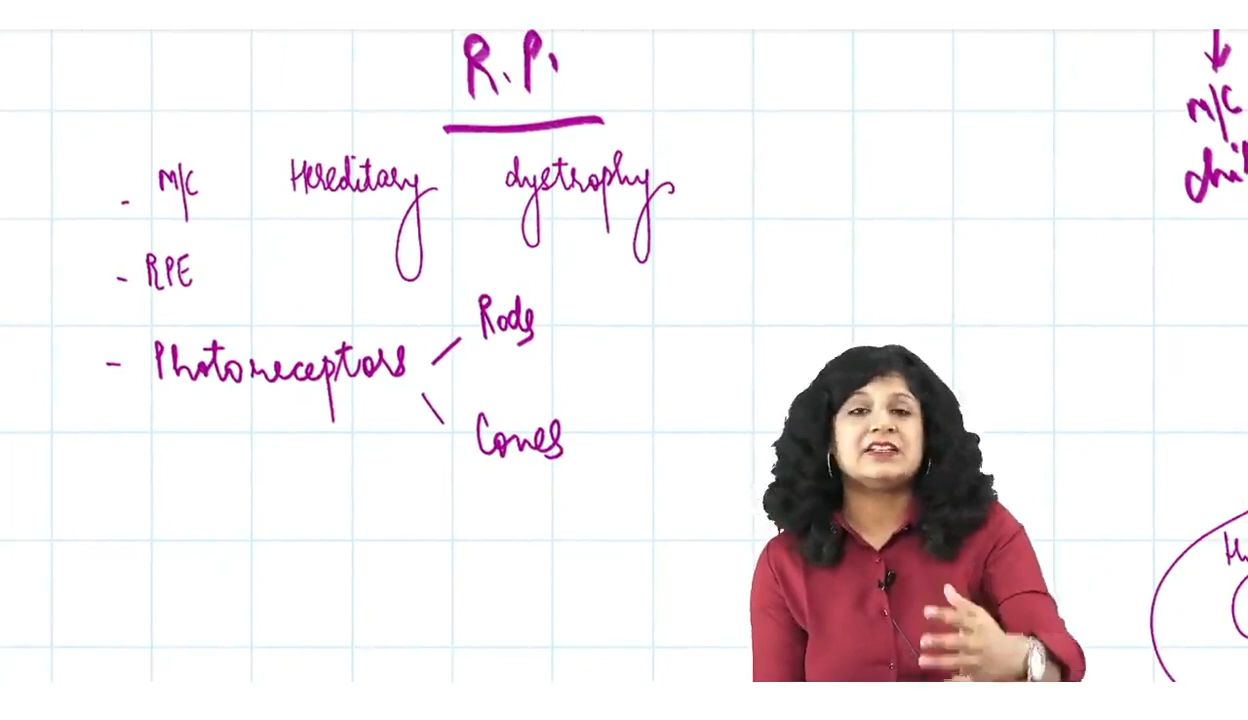 R.P.
- M/C Hereditary dystrophy
- RPE
- Photoreceptors
Rods
Cones
M/C